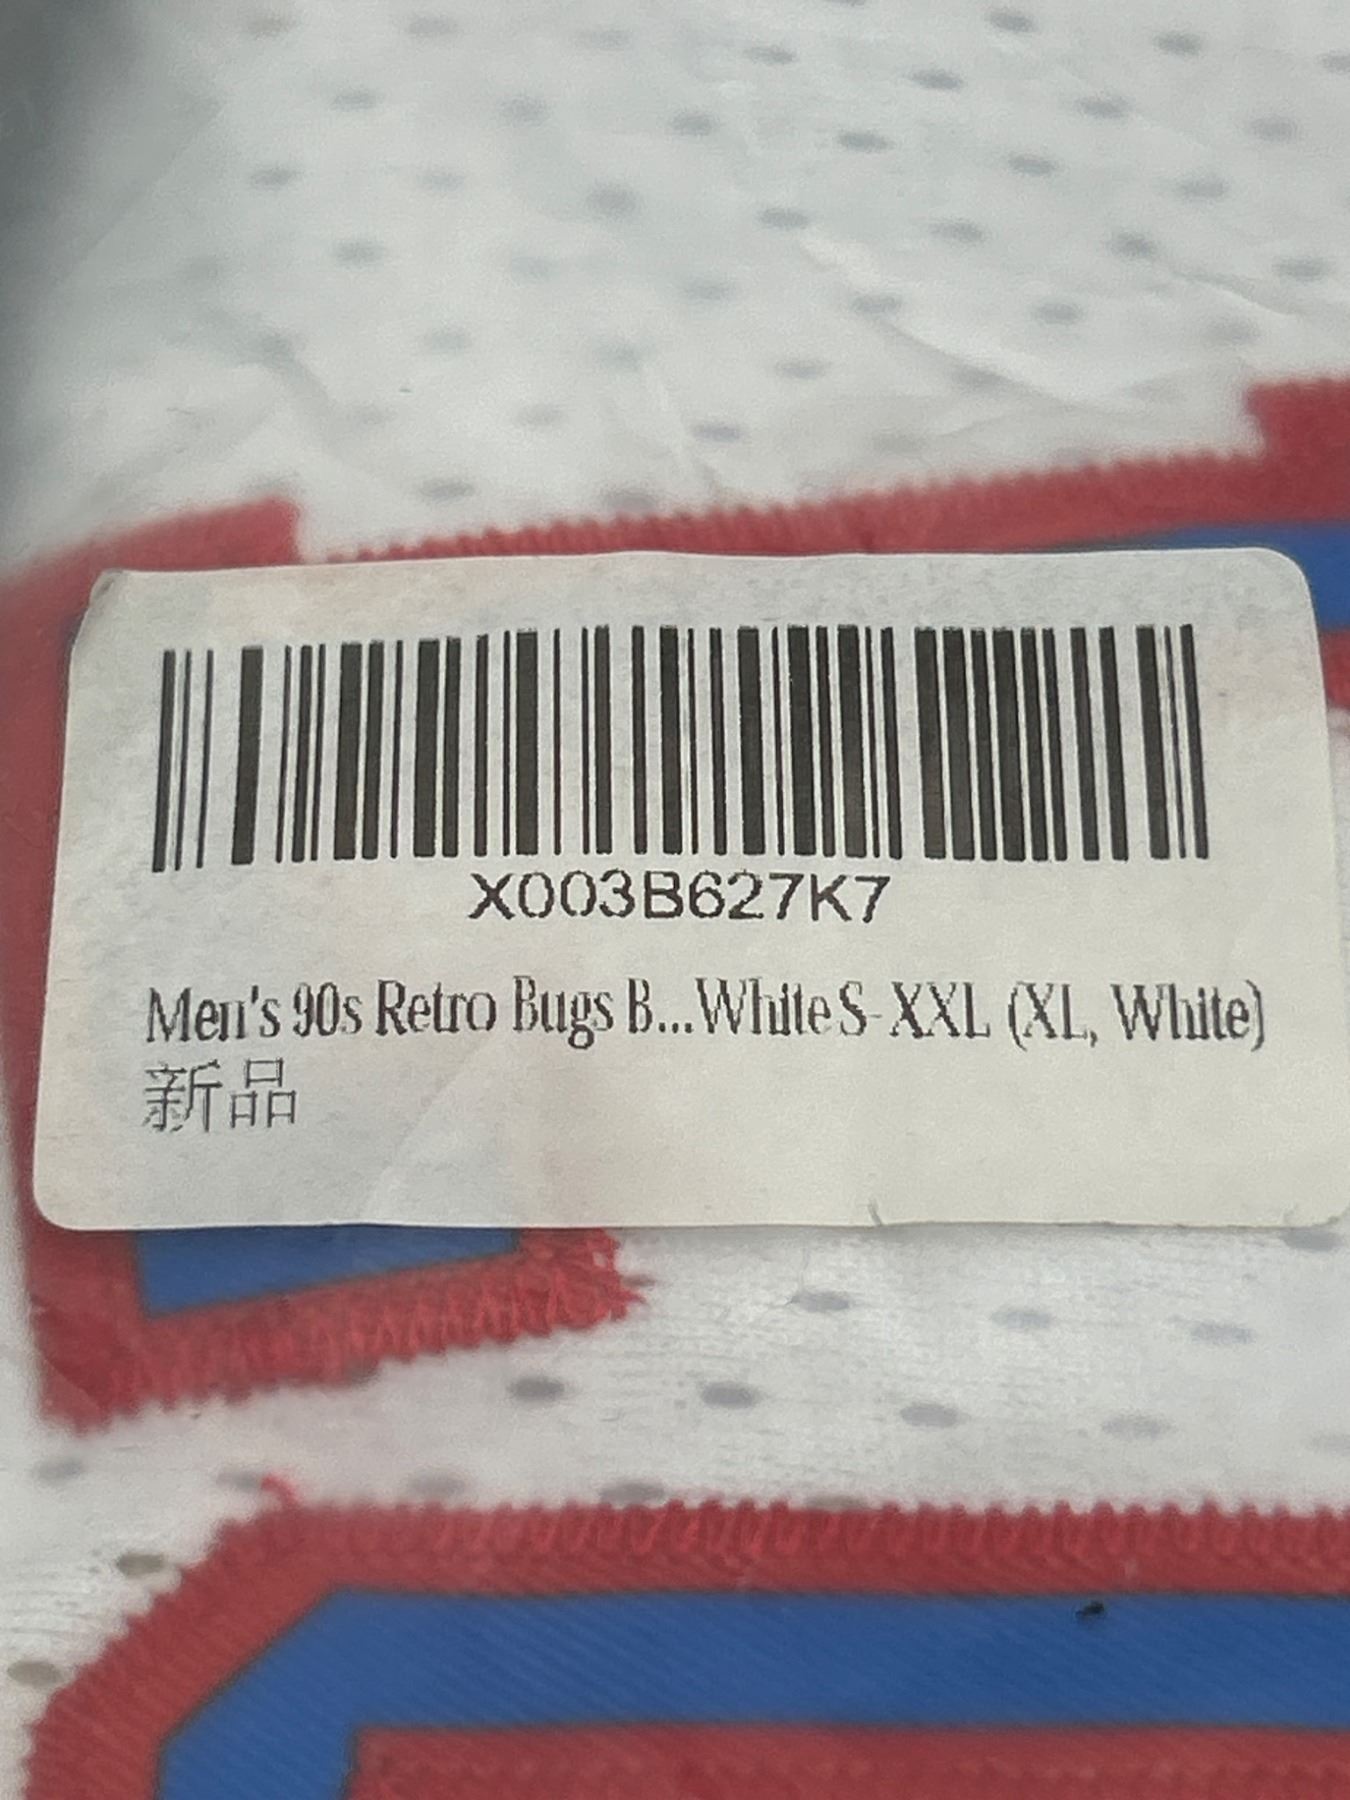 X003B627K7
Men's 90s Retro Bugs B...White S-XXL (XL, White)
新品